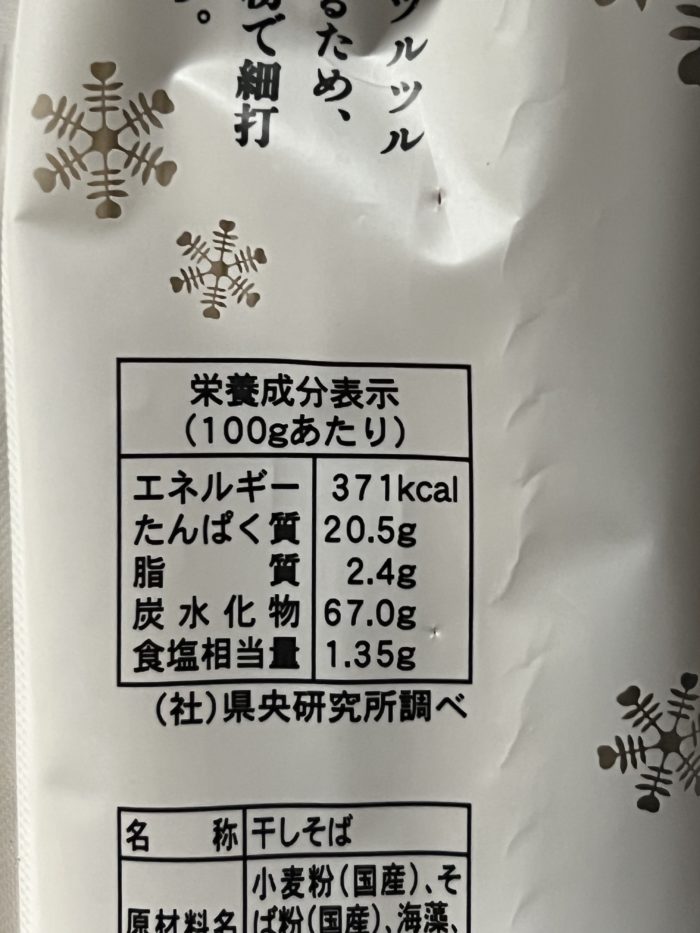 ツルツル
るため、
で細打
。
栄養成分表示
(100gあたり)
エネルギー 371kcal
たんぱく質 20.5g
脂質 2.4g
炭水化物 67.0g
食塩相当量 1.35g
(社)県央研究所調べ
名称 干しそば
小麦粉(国産)、そ
原材料名 ば粉(国産)、海藻、